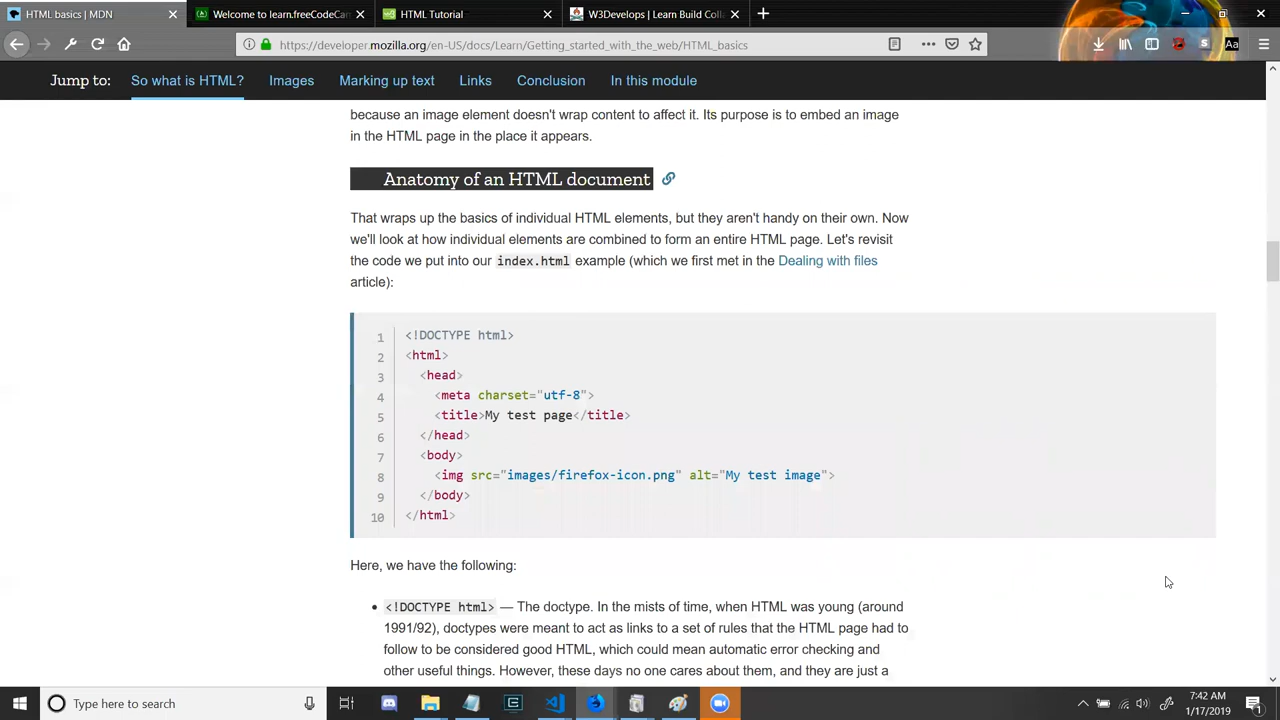 HTML basics | MDN
Welcome to learn.freeCodeCar
HTML Tutorial
W3Develops | Learn Build Colla
https://developer.mozilla.org/en-US/docs/Learn/Getting_started_with_the_web/HTML_basics
Aa
Jump to: So what is HTML? Images Marking up text Links Conclusion In this module
because an image element doesn't wrap content to affect it. Its purpose is to embed an image
in the HTML page in the place it appears.
Anatomy of an HTML document
That wraps up the basics of individual HTML elements, but they aren't handy on their own. Now
we'll look at how individual elements are combined to form an entire HTML page. Let's revisit
the code we put into our index.html example (which we first met in the Dealing with files
article):
1 <!DOCTYPE html>
2 <html>
3 <head>
4 <meta charset="utf-8">
5 <title>My test page</title>
6 </head>
7 <body>
8 <img src="images/firefox-icon.png" alt="My test image">
9 </body>
10 </html>
Here, we have the following:
• <!DOCTYPE html> — The doctype. In the mists of time, when HTML was young (around
1991/92), doctypes were meant to act as links to a set of rules that the HTML page had to
follow to be considered good HTML, which could mean automatic error checking and
other useful things. However, these days no one cares about them, and they are just a
Type here to search
7:42 AM
1/17/2019